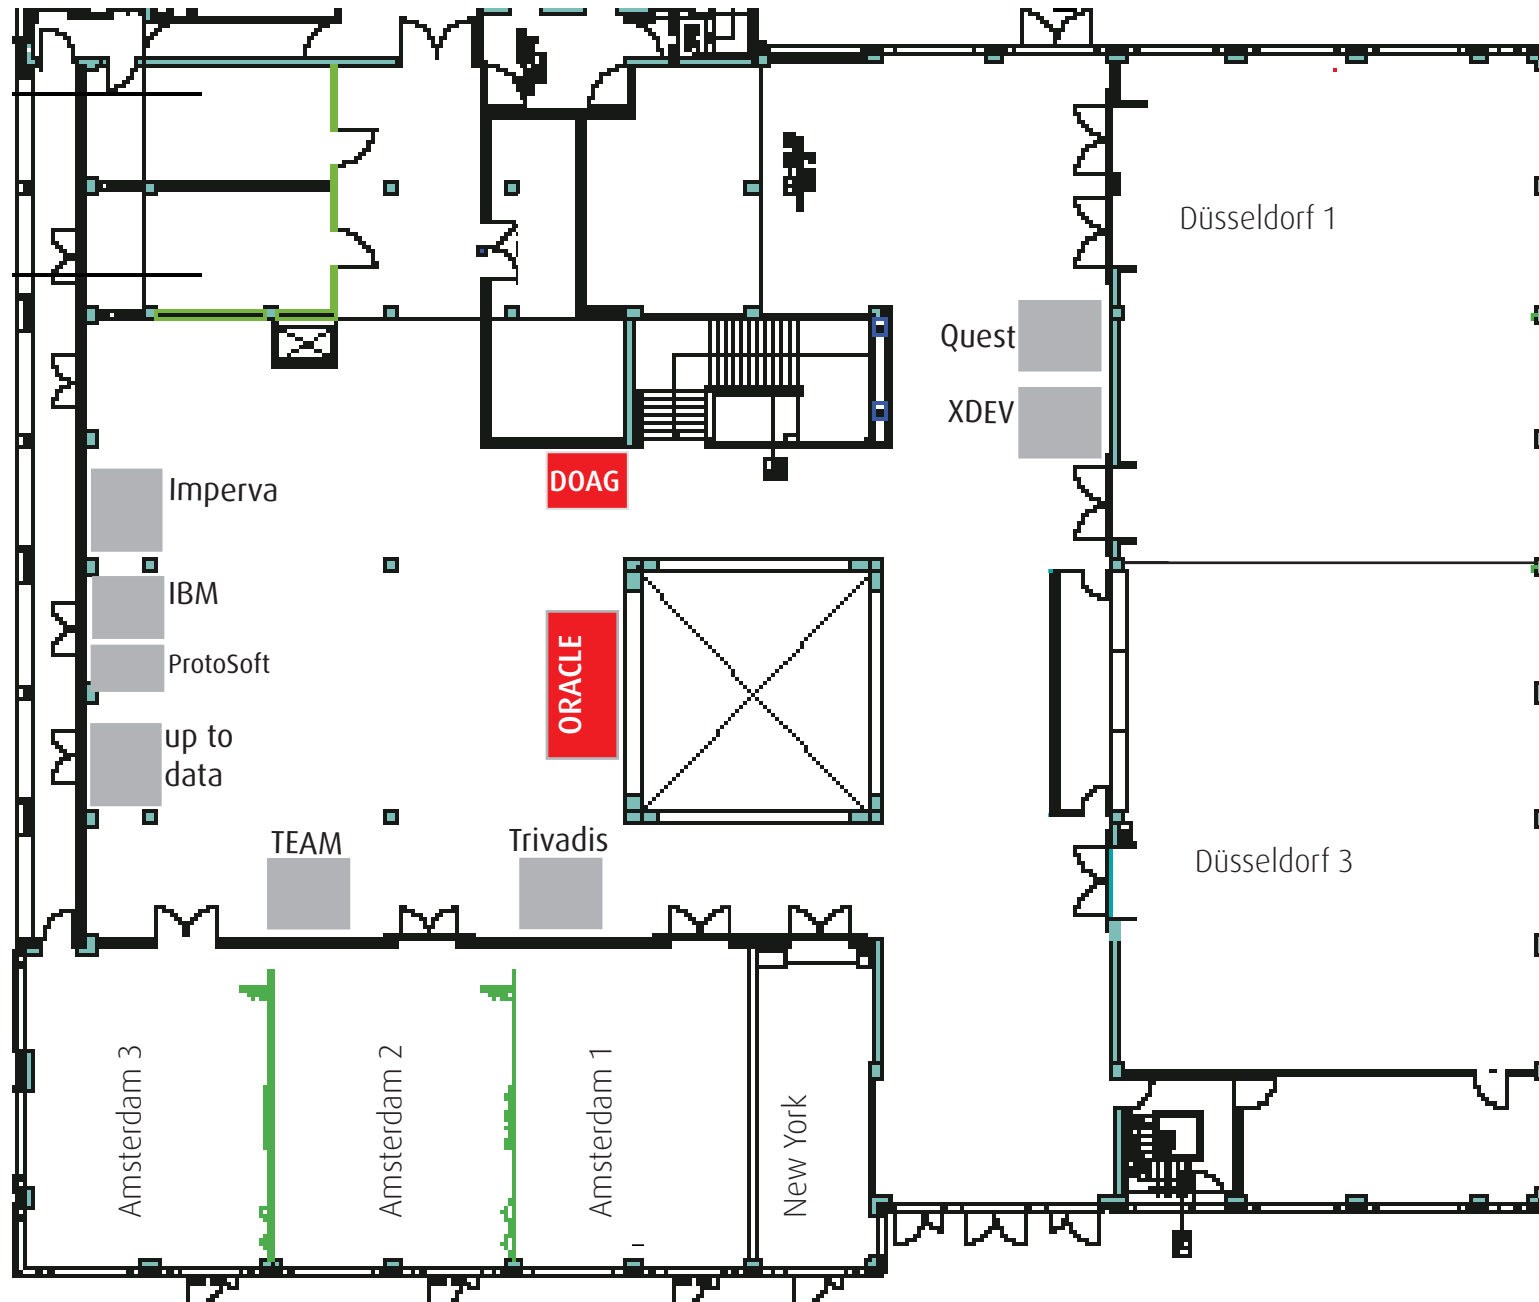 Düsseldorf 1
Quest
XDEV
DOAG
Imperva
IBM
ProtoSoft
up to
data
ORACLE
TEAM
Trivadis
Düsseldorf 3
Amsterdam 3
Amsterdam 2
Amsterdam 1
New York